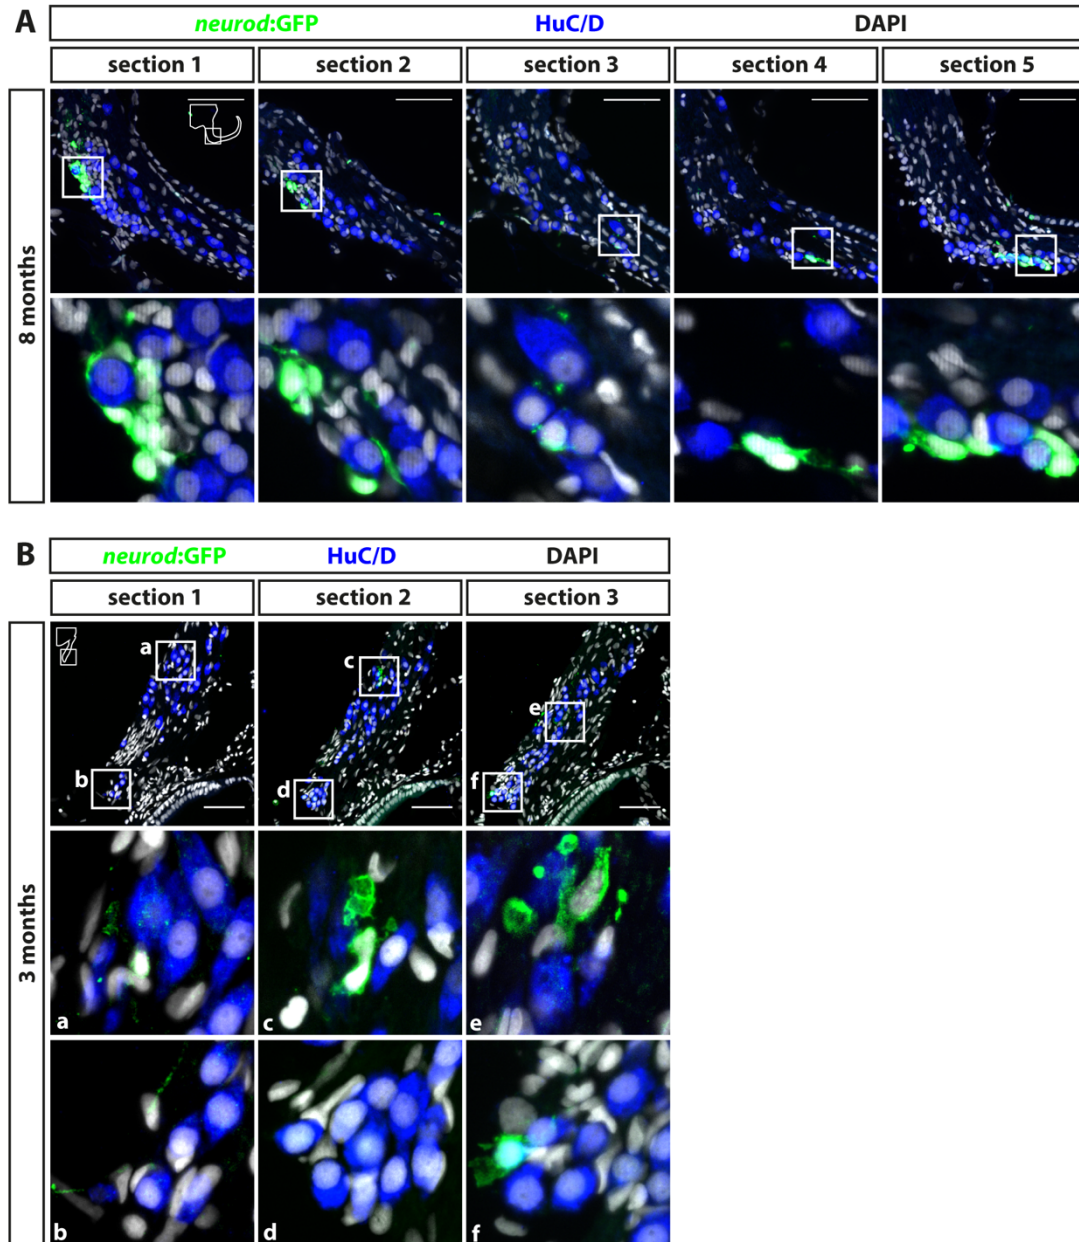 A
neurod:GFP HuC/D DAPI
section 1 section 2 section 3 section 4 section 5
8 months
B
neurod:GFP HuC/D DAPI
section 1 section 2 section 3
3 months
a c e
b d f
a c e
b d f